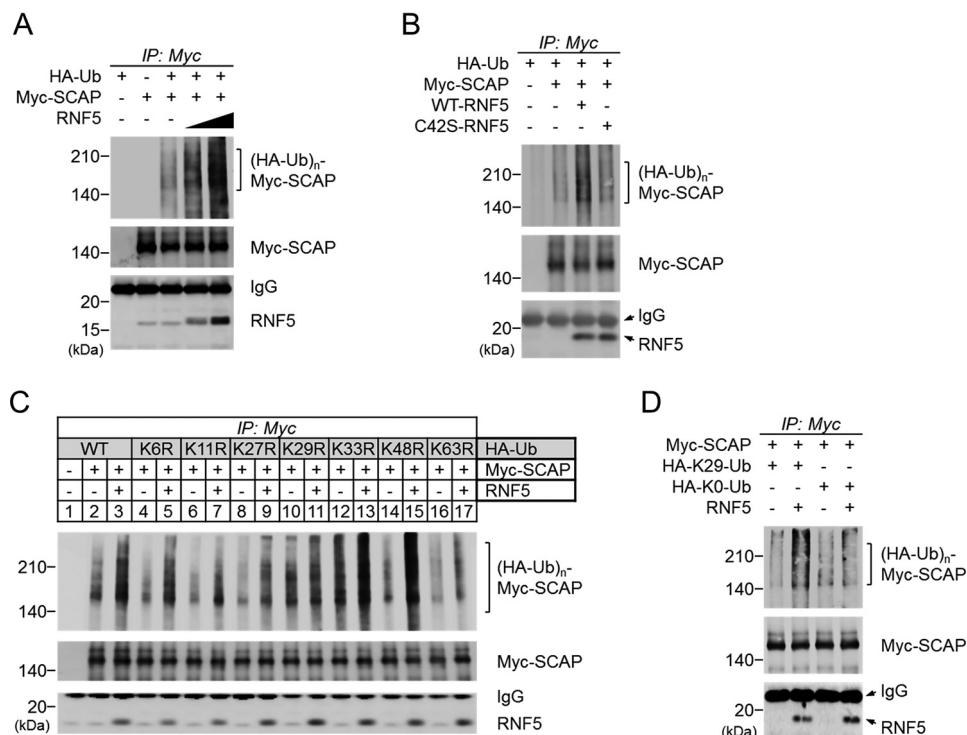 A
IP: Myc
HA-Ub + - + + +
Myc-SCAP - + + + +
RNF5 - - -
210
140
(HA-Ub)n-
Myc-SCAP
140
Myc-SCAP
IgG
20
15
RNF5
(kDa)
B
IP: Myc
HA-Ub + + + +
Myc-SCAP - + + +
WT-RNF5 - - + -
C42S-RNF5 - - - +
210
140
(HA-Ub)n-
Myc-SCAP
140
Myc-SCAP
IgG
20
RNF5
(kDa)
C
IP: Myc
WT K6R K11R K27R K29R K33R K48R K63R HA-Ub
- + + + + + + + + + + + + + + + + Myc-SCAP
- - + - + - + - + - + - + - + - + RNF5
1 2 3 4 5 6 7 8 9 10 11 12 13 14 15 16 17
210
140
(HA-Ub)n-
Myc-SCAP
140
Myc-SCAP
IgG
20
(kDa)
RNF5
D
IP: Myc
Myc-SCAP + + + +
HA-K29-Ub + + - -
HA-K0-Ub - - + +
RNF5 - + - +
210
140
(HA-Ub)n-
Myc-SCAP
140
Myc-SCAP
IgG
20
RNF5
(kDa)